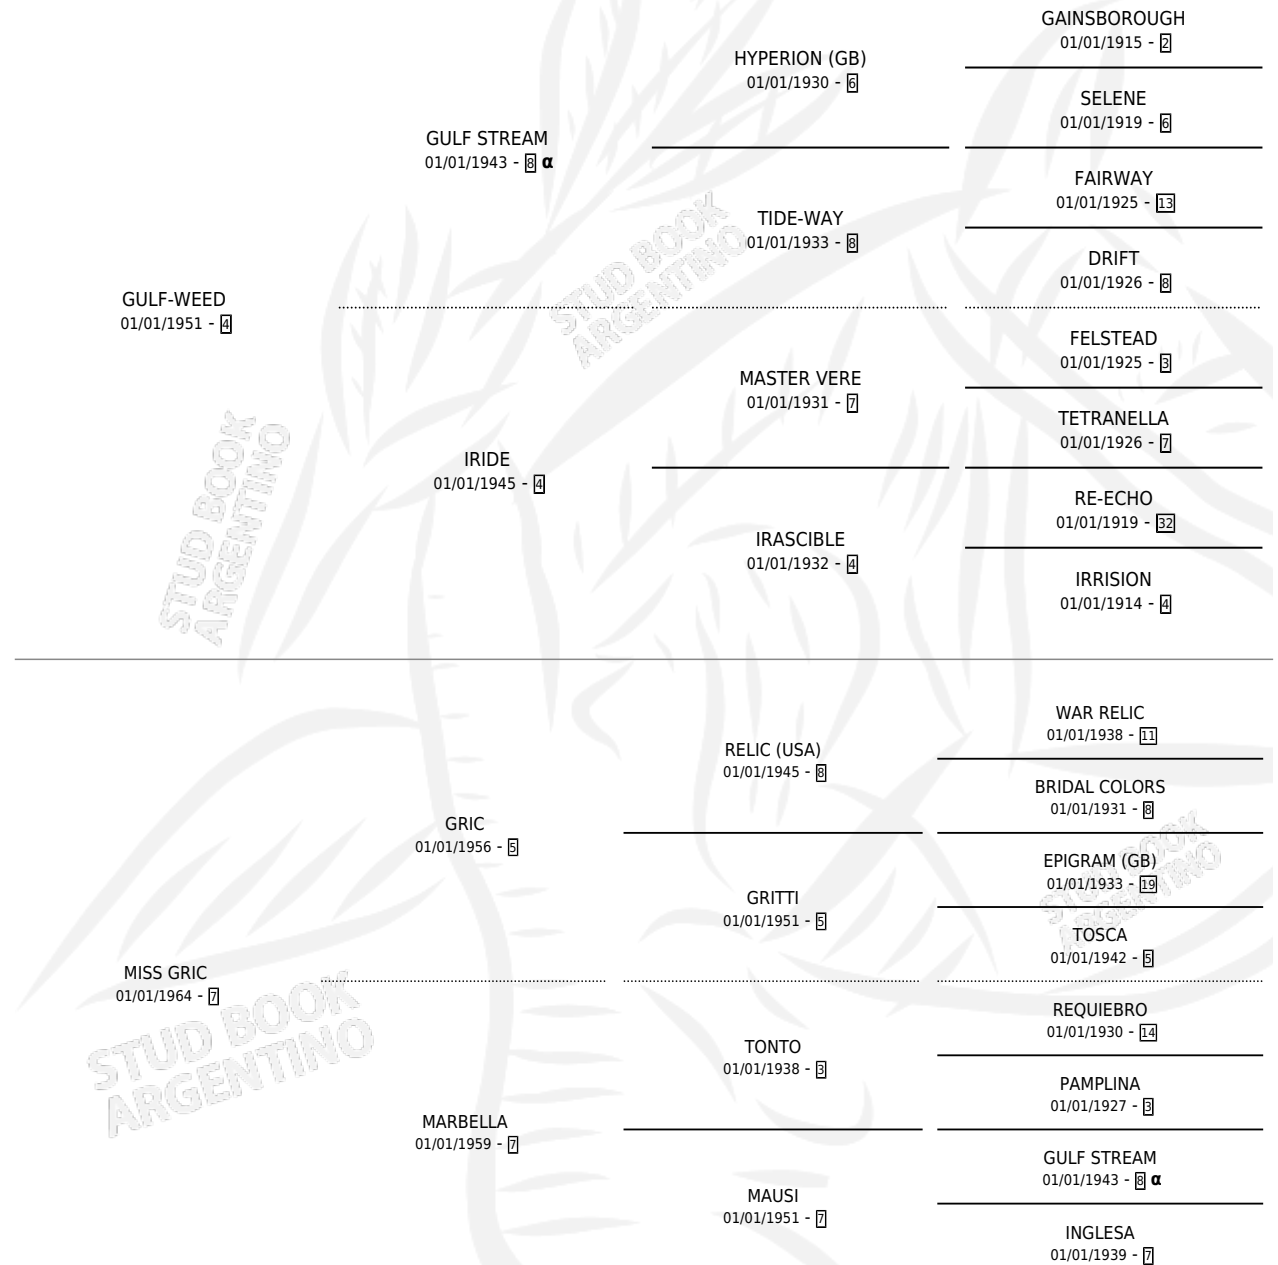 GAINSBOROUGH
01/01/1915 - 2
HYPERION (GB)
01/01/1930 - 6
SELENE
01/01/1919 - 6
GULF STREAM
01/01/1943 - 8 α
FAIRWAY
01/01/1925 - 13
TIDE-WAY
01/01/1933 - 8
DRIFT
01/01/1926 - 8
GULF-WEED
01/01/1951 - 4
FELSTEAD
01/01/1925 - 3
MASTER VERE
01/01/1931 - 7
TETRANELLA
01/01/1926 - 7
IRIDE
01/01/1945 - 4
RE-ECHO
01/01/1919 - 32
IRASCIBLE
01/01/1932 - 4
IRRISION
01/01/1914 - 4
WAR RELIC
01/01/1938 - 11
RELIC (USA)
01/01/1945 - 8
BRIDAL COLORS
01/01/1931 - 8
GRIC
01/01/1956 - 5
EPIGRAM (GB)
01/01/1933 - 19
GRITTI
01/01/1951 - 5
TOSCA
01/01/1942 - 5
MISS GRIC
01/01/1964 - 7
REQUIEBRO
01/01/1930 - 14
TONTO
01/01/1938 - 3
PAMPLINA
01/01/1927 - 3
MARBELLA
01/01/1959 - 7
GULF STREAM
01/01/1943 - 8 α
MAUSI
01/01/1951 - 7
INGLESA
01/01/1939 - 7
STUD BOOK
ARGENTINO
STUD BOOK
ARGENTINO
STUD BOOK
ARGENTINO
STUD BOOK
ARGENTINO